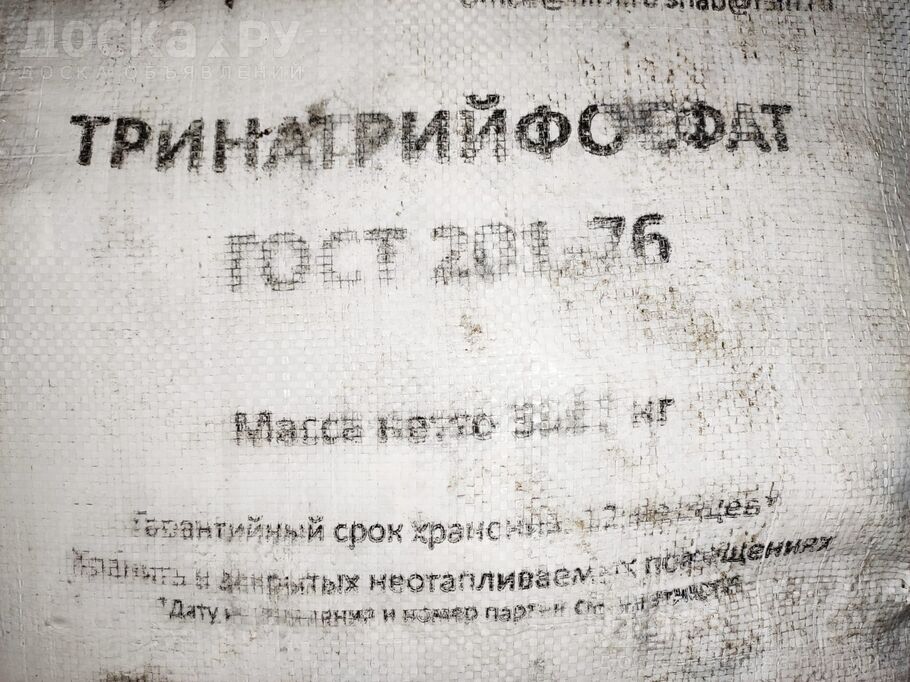 ДОСКА.РУ
ДОСКА ОБЪЯВЛЕНИЙ
ТРИНАТРИЙФОСФАТ
ГОСТ 201-76
Масса нетто кг
Гарантийный срок хранения 12 месяцев*
Хранить в закрытых неотапливаемых помещениях
*Дату и номер партии